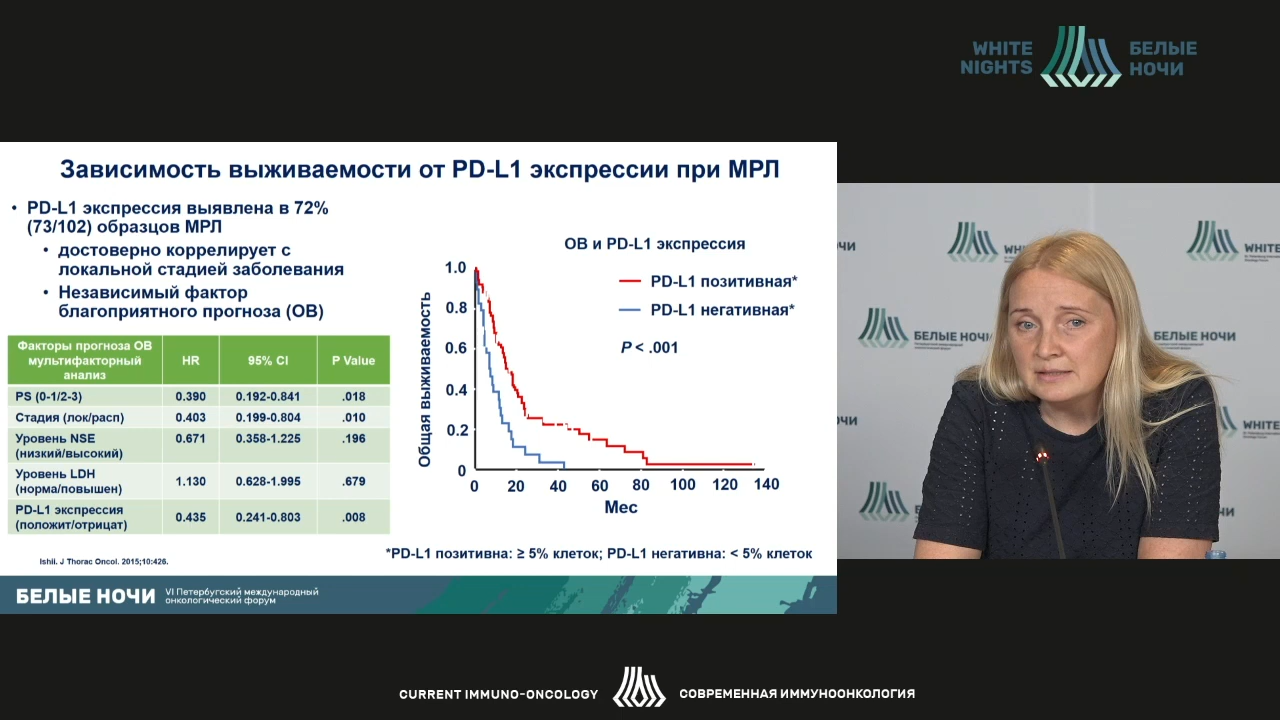 WHITE
NIGHTS
БЕЛЫЕ
НОЧИ
Зависимость выживаемости от PD-L1 экспрессии при МРЛ
• PD-L1 экспрессия выявлена в 72%
(73/102) образцов МРЛ
• достоверно коррелирует с
локальной стадией заболевания
• Независимый фактор
благоприятного прогноза (ОВ)
Факторы прогноза ОВ
мультифакторный
анализ
HR
95% CI
P Value
PS (0-1/2-3) 0.390 0.192-0.841 .018
Стадия (лок/расп) 0.403 0.199-0.804 .010
Уровень NSE
(низкий/высокий)
0.671 0.358-1.225 .196
Уровень LDH
(норма/повышен)
1.130 0.628-1.995 .679
PD-L1 экспрессия
(положит/отрицат)
0.435 0.241-0.803 .008
Ishii. J Thorac Oncol. 2015;10:426.
ОВ и PD-L1 экспрессия
PD-L1 позитивная*
PD-L1 негативная*
P < .001
Общая выживаемость
1.0
0.8
0.6
0.4
0.2
0
0 20 40 60 80 100 120 140
Мес
*PD-L1 позитивна: ≥ 5% клеток; PD-L1 негативна: < 5% клеток
БЕЛЫЕ НОЧИ
VI Петербургский международный
онкологический форум
БЕЛЫЕ НОЧИ
БЕЛЫЕ НОЧИ
WHITE
WHITE
CURRENT IMMUNO-ONCOLOGY
СОВРЕМЕННАЯ ИММУНООНКОЛОГИЯ